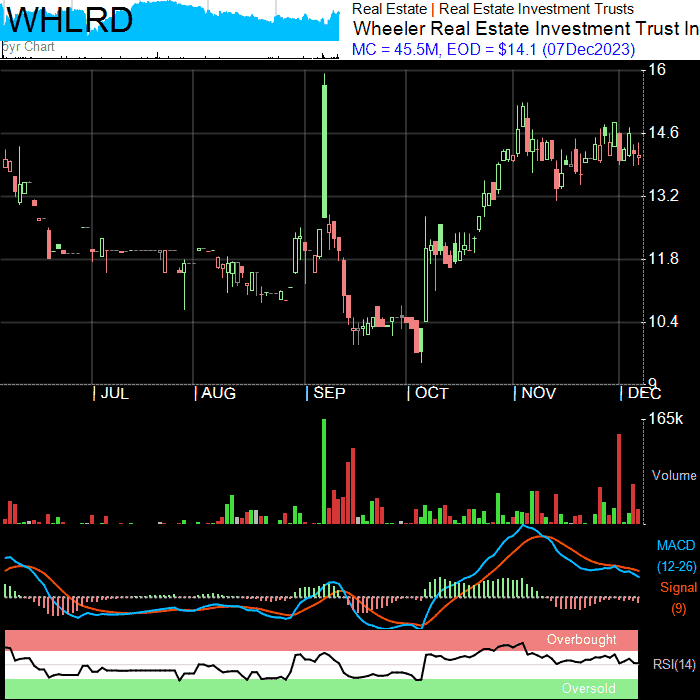 WHLRD
Real Estate | Real Estate Investment Trusts
Wheeler Real Estate Investment Trust In
MC = 45.5M, EOD = $14.1 (07Dec2023)
5yr Chart
16
14.6
13.2
11.8
10.4
9
| JUL | AUG | SEP | OCT | NOV | DEC
165k
Volume
MACD
(12-26)
Signal
(9)
Overbought
RSI(14)
Oversold